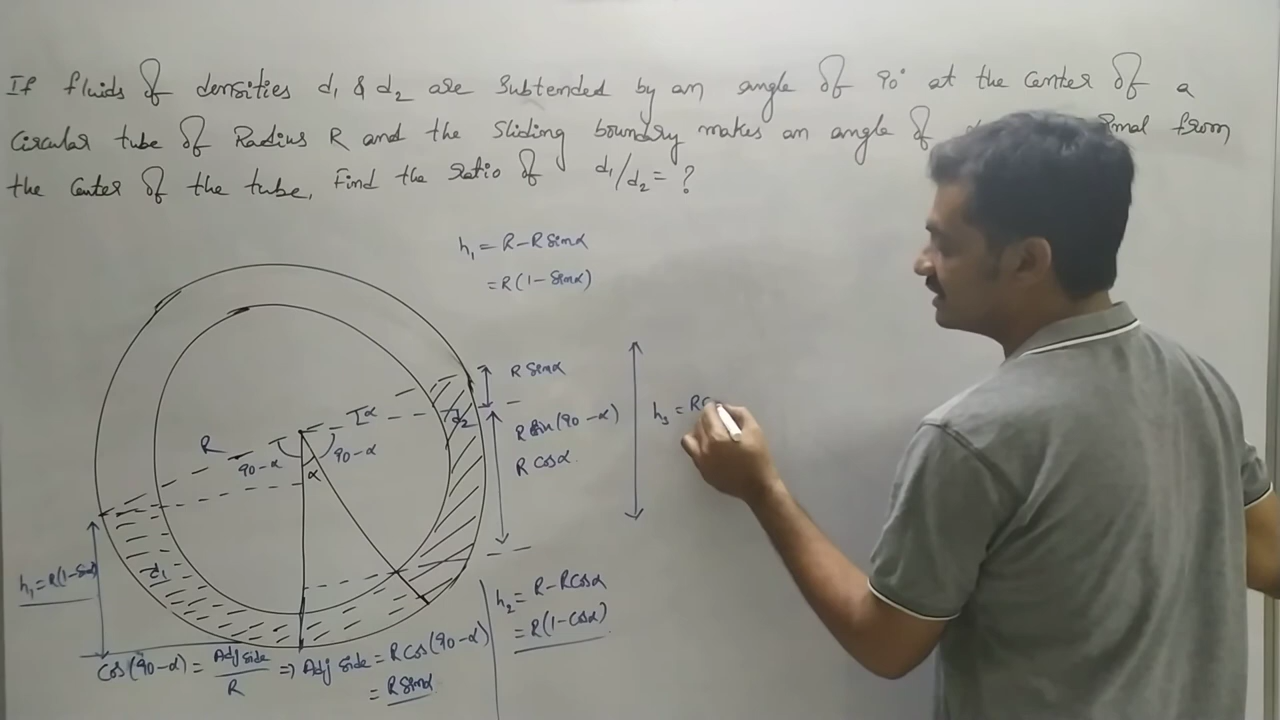 If fluids of densities d₁ & d₂ are subtended by an angle of 90° at the center of a
circular tube of Radius R and the sliding boundary makes an angle of from
the center of the tube. Find the ratio of d₁/d₂ = ?
h₁ = R - R sinα
= R(1 - sinα)
R sinα
α
d₂
R sin(90-α)
R cosα
h₃ = R
R
90-α
90-α
α
d₁
h₁ = R(1-sin
h₂ = R - R cosα
= R(1 - cosα)
Cos(90-α) = Adj side / R => Adj side = R cos(90-α)
= R sinα